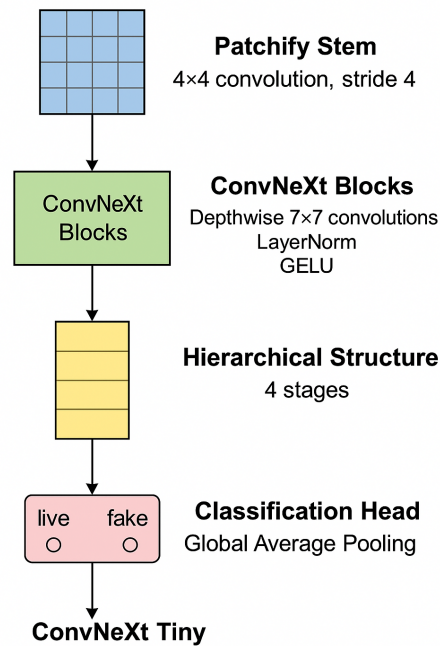 Patchify Stem
4×4 convolution, stride 4
ConvNeXt
Blocks
ConvNeXt Blocks
Depthwise 7×7 convolutions
LayerNorm
GELU
Hierarchical Structure
4 stages
live fake
Classification Head
Global Average Pooling
ConvNeXt Tiny